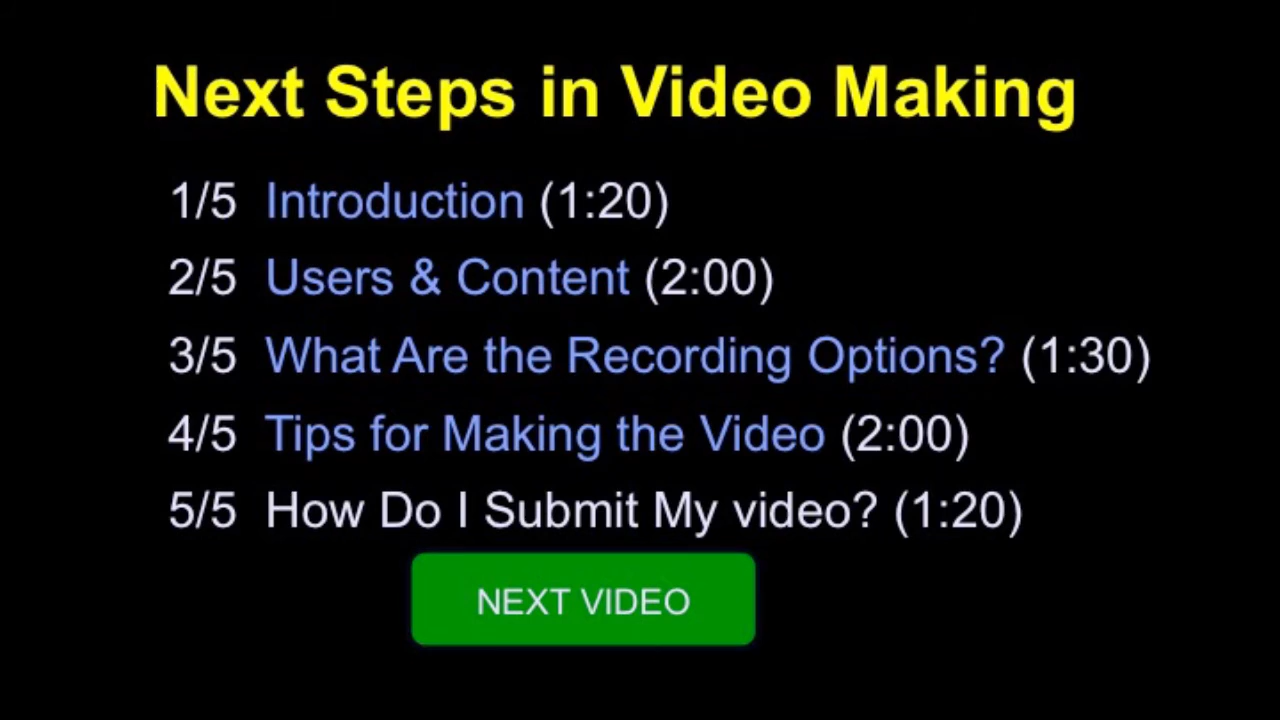 Next Steps in Video Making
1/5 Introduction (1:20)
2/5 Users & Content (2:00)
3/5 What Are the Recording Options? (1:30)
4/5 Tips for Making the Video (2:00)
5/5 How Do I Submit My video? (1:20)
NEXT VIDEO